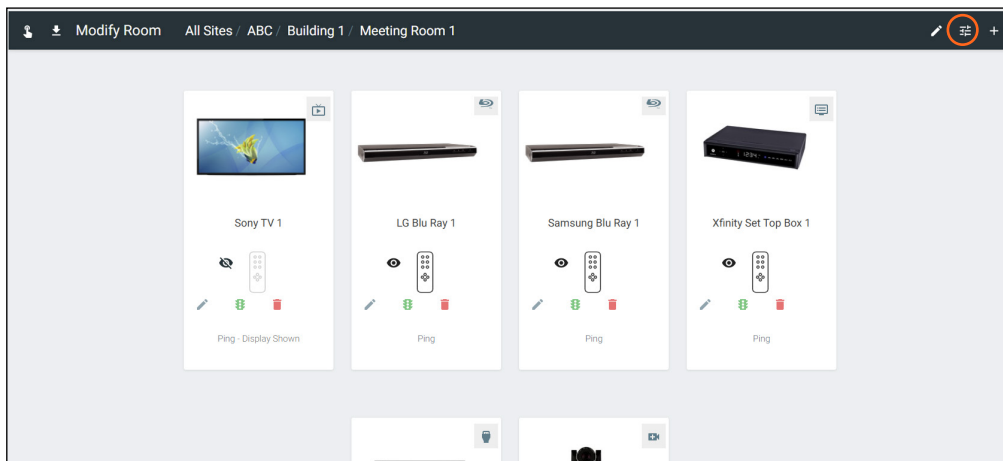 Modify Room All Sites / ABC / Building 1 / Meeting Room 1
Sony TV 1
LG Blu Ray 1
Samsung Blu Ray 1
Xfinity Set Top Box 1
Ping - Display Shown
Ping
Ping
Ping